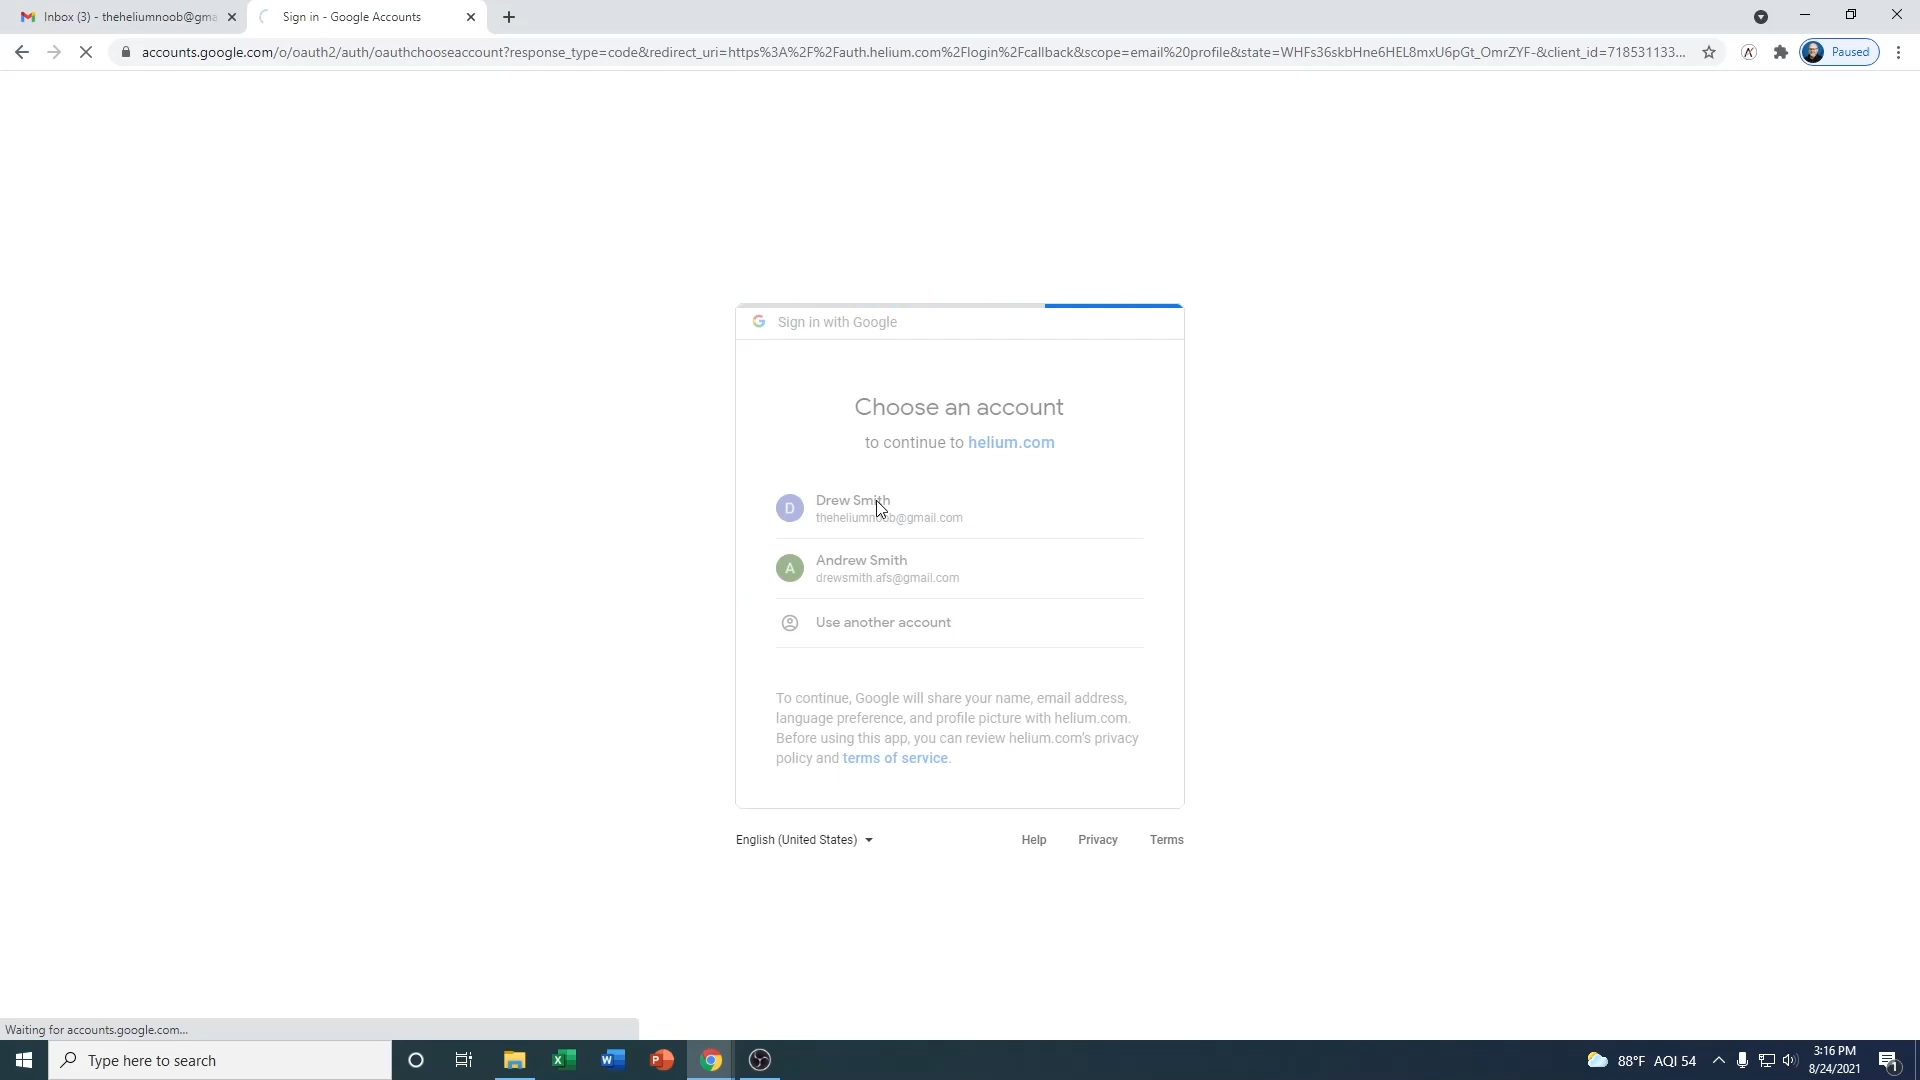 Inbox (3) - theheliumnoob@gma
Sign in - Google Accounts
accounts.google.com/o/oauth2/auth/oauthchooseaccount?response_type=code&redirect_uri=https%3A%2F%2Fauth.helium.com%2Flogin%2Fcallback&scope=email%20profile&state=WHFs36skbHne6HEL8mxU6pGt_OmrZYF-&client_id=718531133...
Paused
Sign in with Google
Choose an account
to continue to helium.com
D
Drew Smith
theheliumnoob@gmail.com
A
Andrew Smith
drewsmith.afs@gmail.com
Use another account
To continue, Google will share your name, email address,
language preference, and profile picture with helium.com.
Before using this app, you can review helium.com's privacy
policy and terms of service.
English (United States)
Help
Privacy
Terms
Waiting for accounts.google.com...
Type here to search
88°F AQI 54
3:16 PM
8/24/2021
1